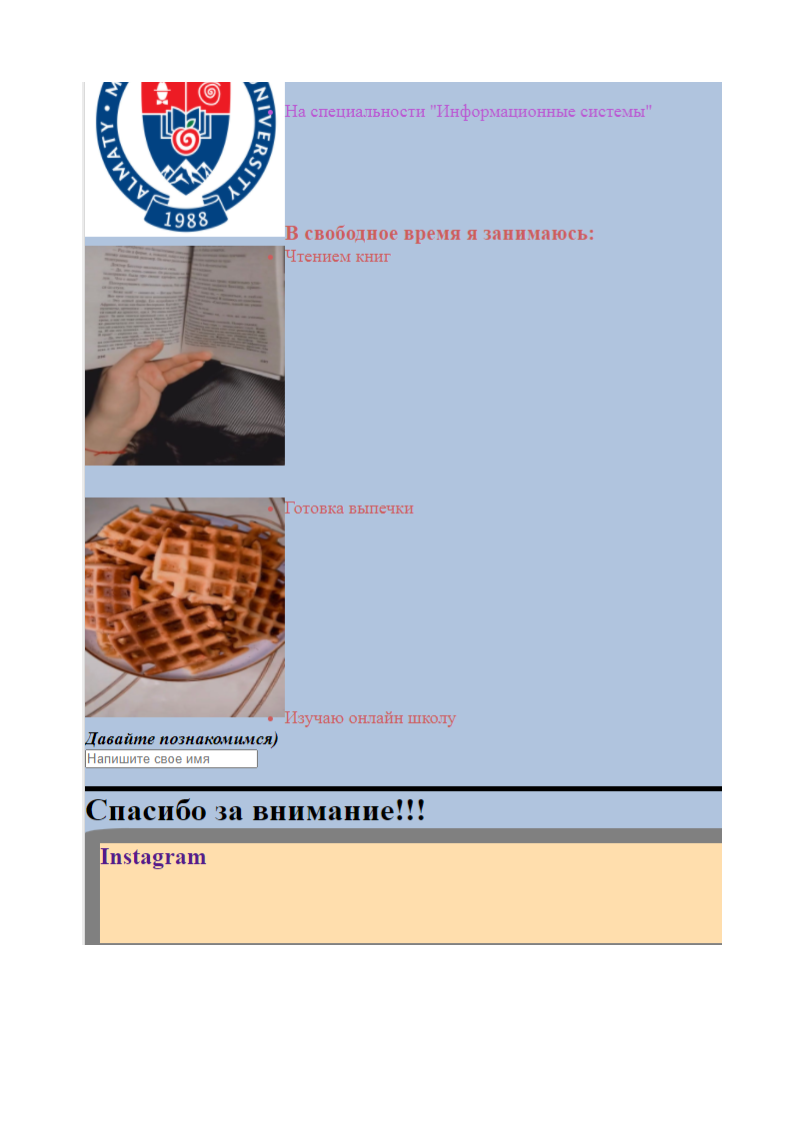 ALMATY • M
UNIVERSITY
1988
• На специальности "Информационные системы"
В свободное время я занимаюсь:
• Чтением книг
• Готовка выпечки
• Изучаю онлайн школу
Давайте познакомимся)
Напишите свое имя
Спасибо за внимание!!!
Instagram